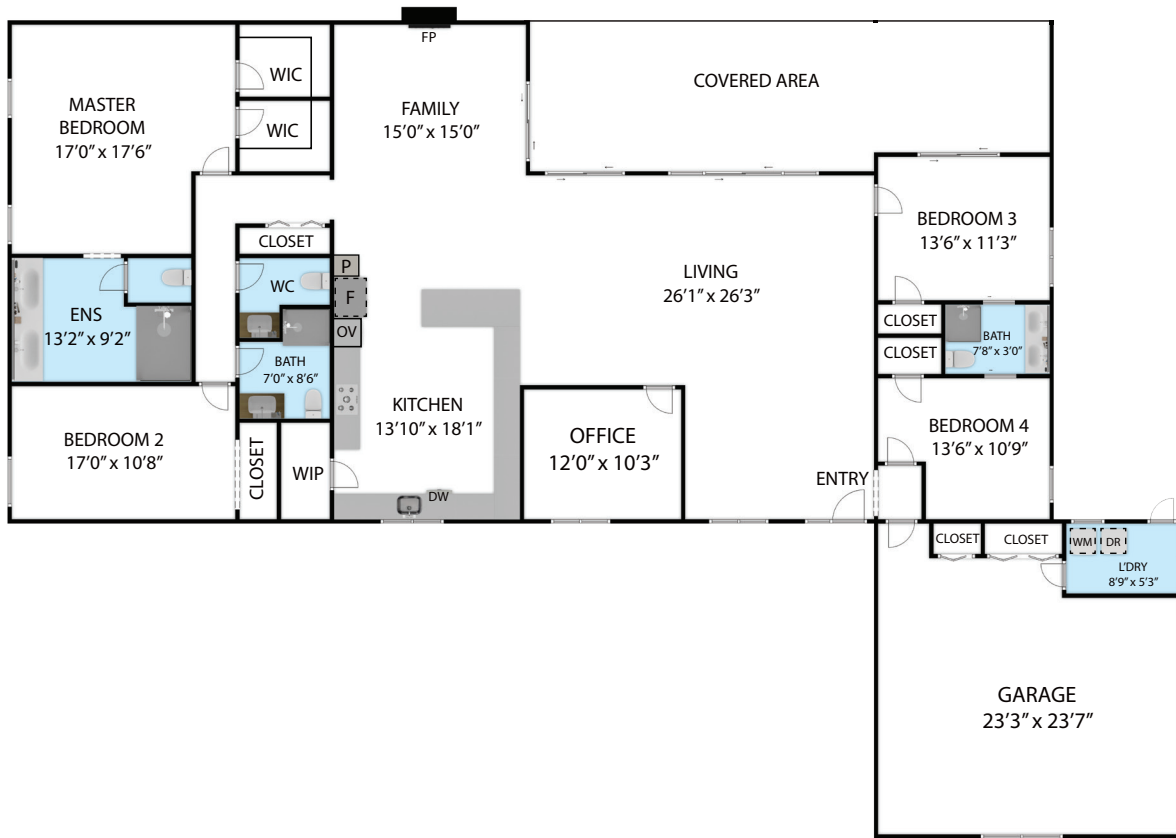 FP
WIC
COVERED AREA
MASTER
BEDROOM
17’0” x 17’6”
FAMILY
15’0” x 15’0”
WIC
BEDROOM 3
13’6” x 11’3”
CLOSET
P
LIVING
26’1” x 26’3”
WC
F
ENS
13’2” x 9’2”
OV
CLOSET
BATH
7’8” x 3’0”
CLOSET
BATH
7’0” x 8’6”
KITCHEN
13’10” x 18’1”
BEDROOM 2
17’0” x 10’8”
CLOSET
WIP
OFFICE
12’0” x 10’3”
BEDROOM 4
13’6” x 10’9”
ENTRY
DW
CLOSET
CLOSET
WM
DR
L’DRY
8’9” x 5’3”
GARAGE
23’3” x 23’7”